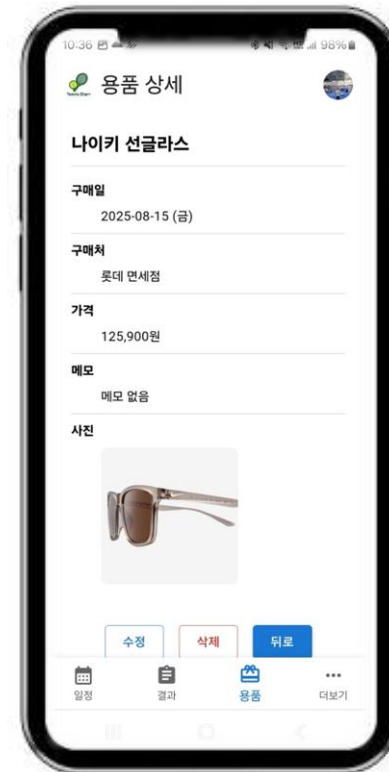 10:36
98%
용품 상세
나이키 선글라스
구매일
2025-08-15 (금)
구매처
롯데 면세점
가격
125,900원
메모
메모 없음
사진
수정 삭제 뒤로
일정 결과 용품 더보기